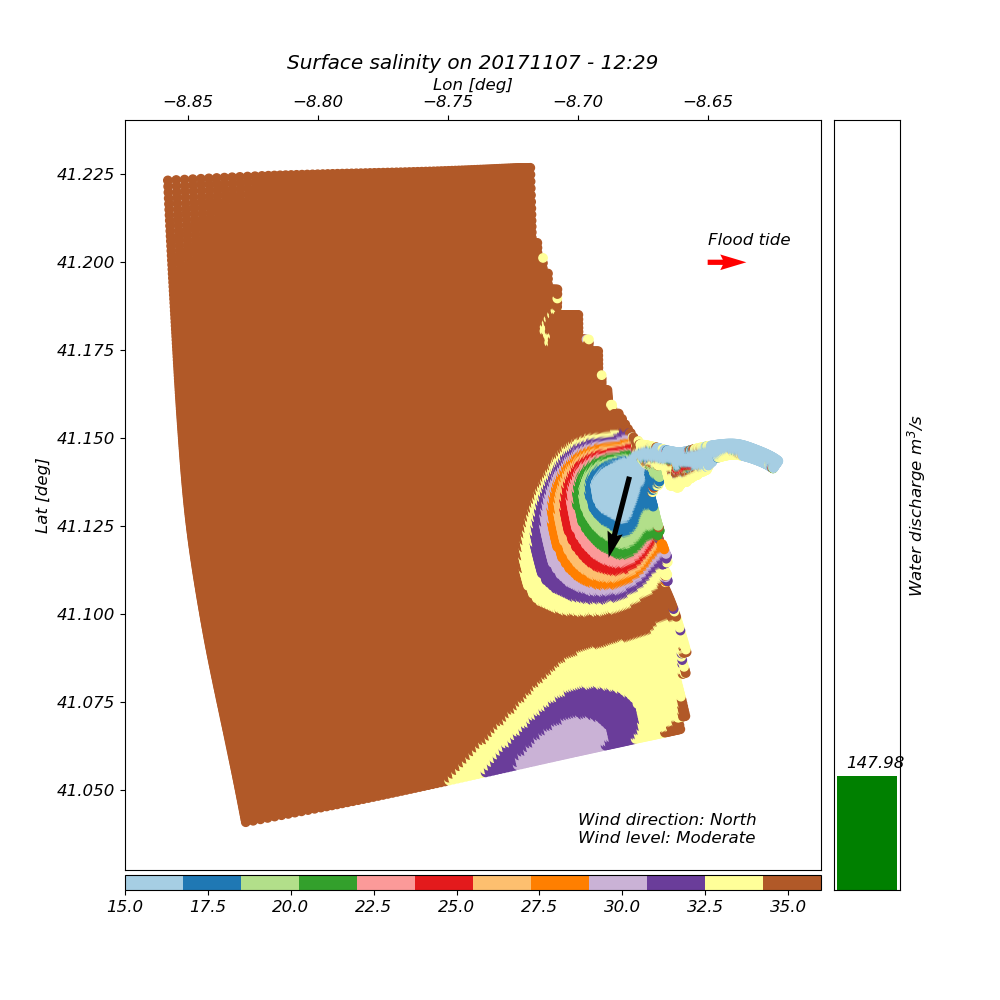 Surface salinity on 20171107 - 12:29
Lon [deg]
−8.85 −8.80 −8.75 −8.70 −8.65
41.225
41.200
41.175
41.150
41.125
41.100
41.075
41.050
Lat [deg]
Flood tide
Wind direction: North
Wind level: Moderate
15.0 17.5 20.0 22.5 25.0 27.5 30.0 32.5 35.0
147.98
Water discharge m³/s